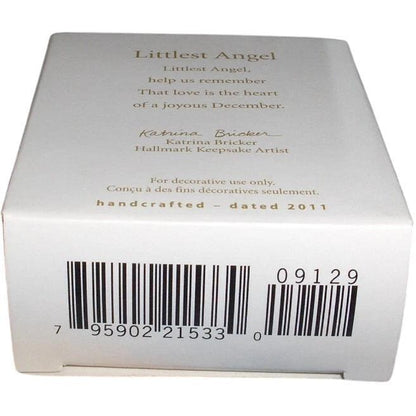 Littlest Angel
Littlest Angel,
help us remember
That love is the heart
of a joyous December.
Katrina Bricker
Katrina Bricker
Hallmark Keepsake Artist
For decorative use only.
Conçu à des fins décoratives seulement.
handcrafted – dated 2011
09129
7 95902 21533 0